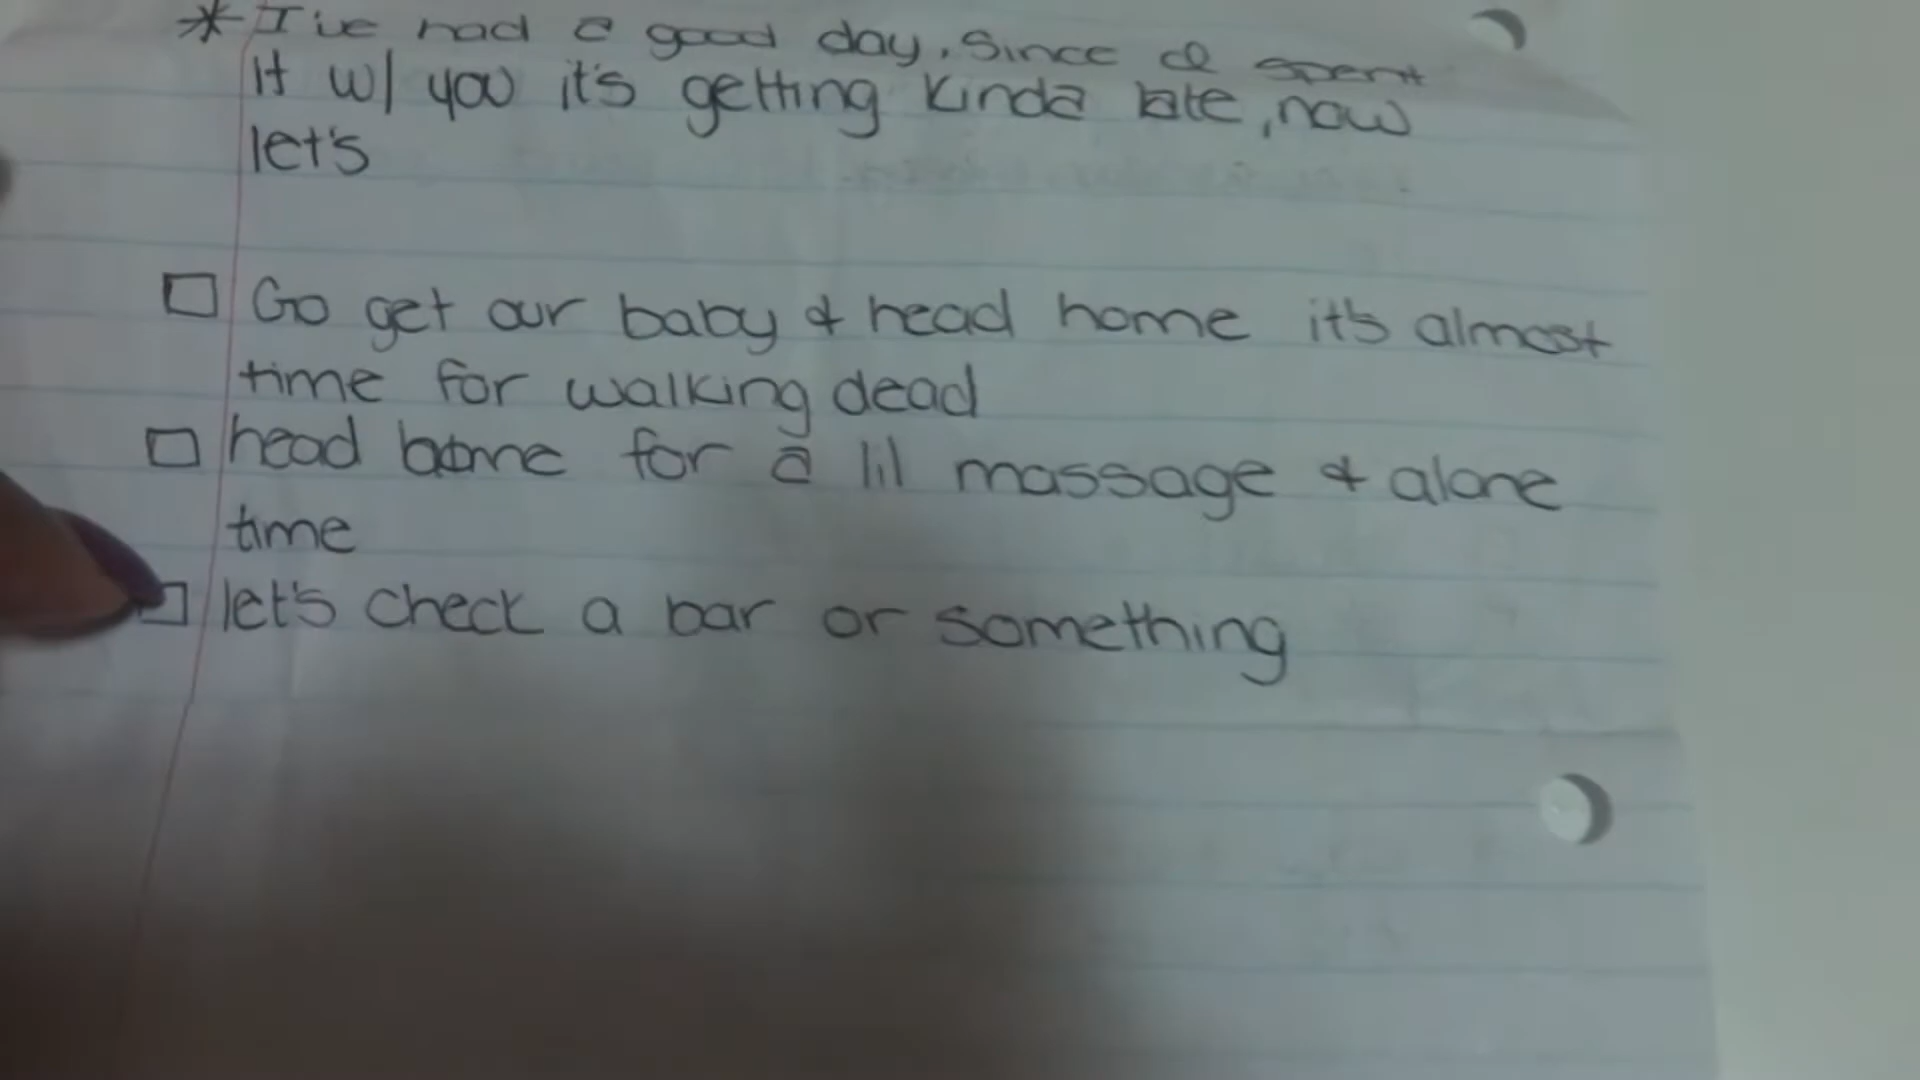 * I've had a good day. Since I spent
it w/ you it's getting kinda late, now
let's
Go get our baby & head home it's almost
time for walking dead
head home for a lil massage & alone
time
let's check a bar or something